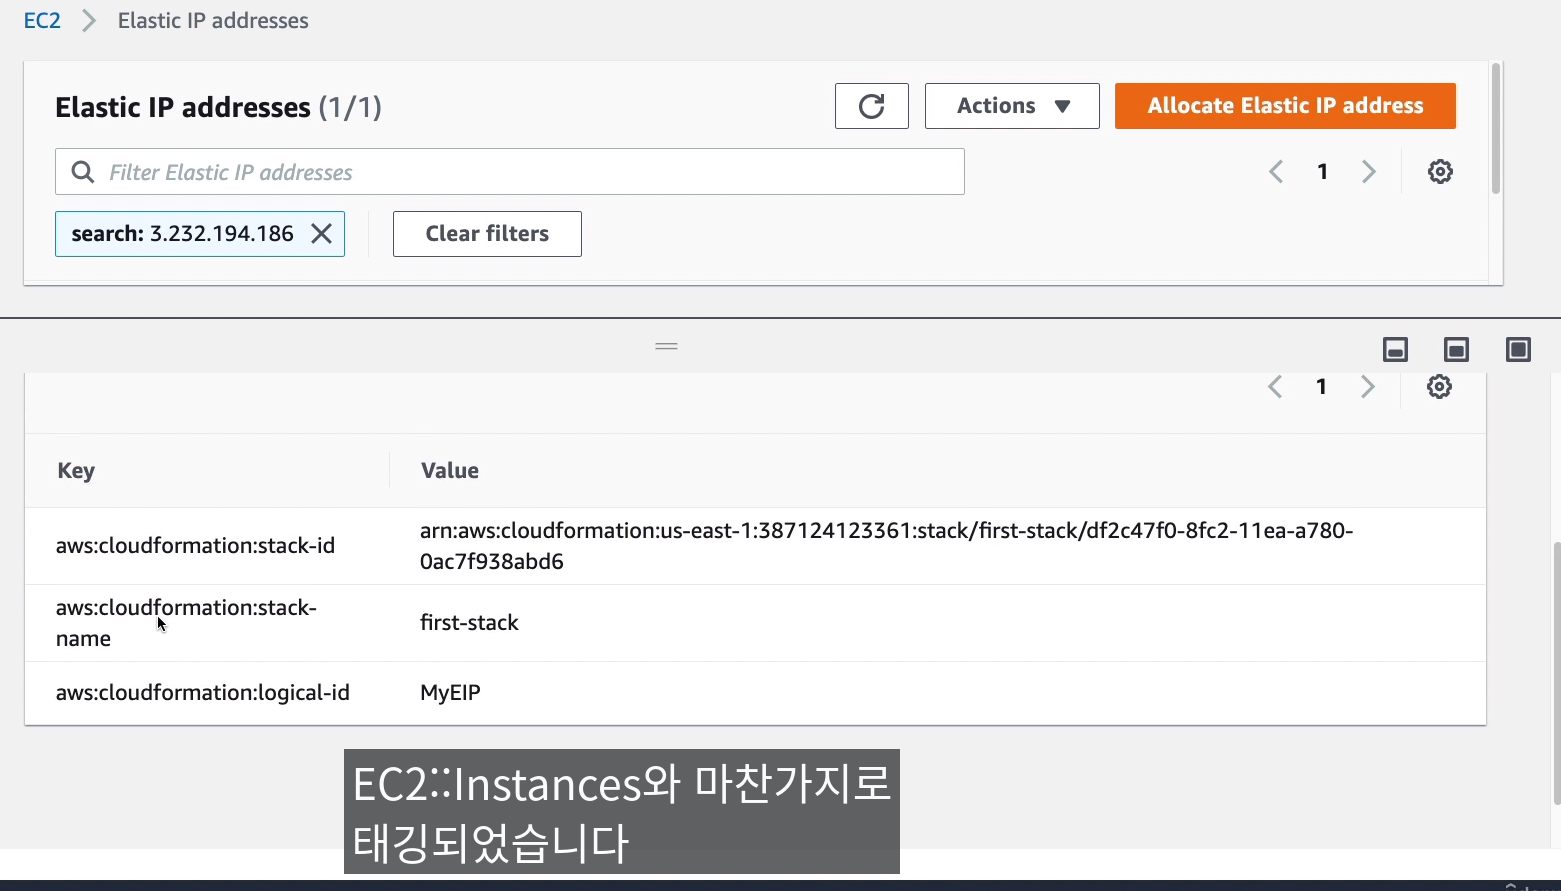 EC2 > Elastic IP addresses
Elastic IP addresses (1/1)
Actions ▼
Allocate Elastic IP address
Filter Elastic IP addresses
1
search: 3.232.194.186
Clear filters
1
Key Value
aws:cloudformation:stack-id
arn:aws:cloudformation:us-east-1:387124123361:stack/first-stack/df2c47f0-8fc2-11ea-a780-
0ac7f938abd6
aws:cloudformation:stack-
name
first-stack
aws:cloudformation:logical-id MyEIP
EC2::Instances와 마찬가지로
태깅되었습니다